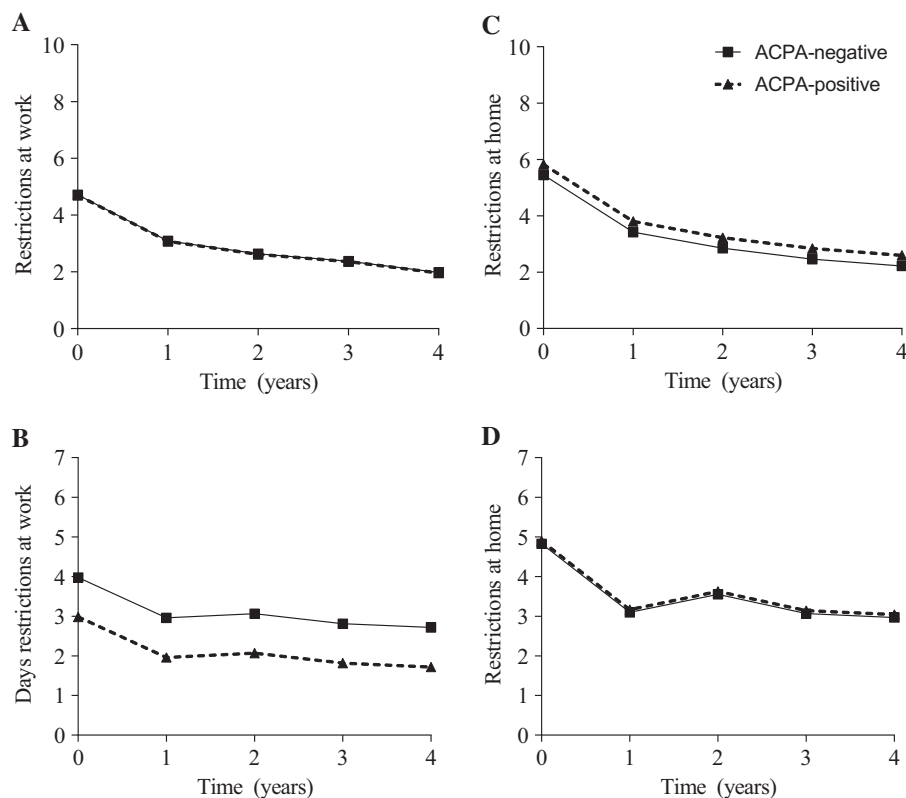 A
10
8
6
4
2
0
Restrictions at work
0 1 2 3 4
Time (years)
C
10
8
6
4
2
0
Restrictions at home
ACPA-negative
ACPA-positive
0 1 2 3 4
Time (years)
B
7
6
5
4
3
2
1
0
Days restrictions at work
0 1 2 3 4
Time (years)
D
7
6
5
4
3
2
1
0
Restrictions at home
0 1 2 3 4
Time (years)